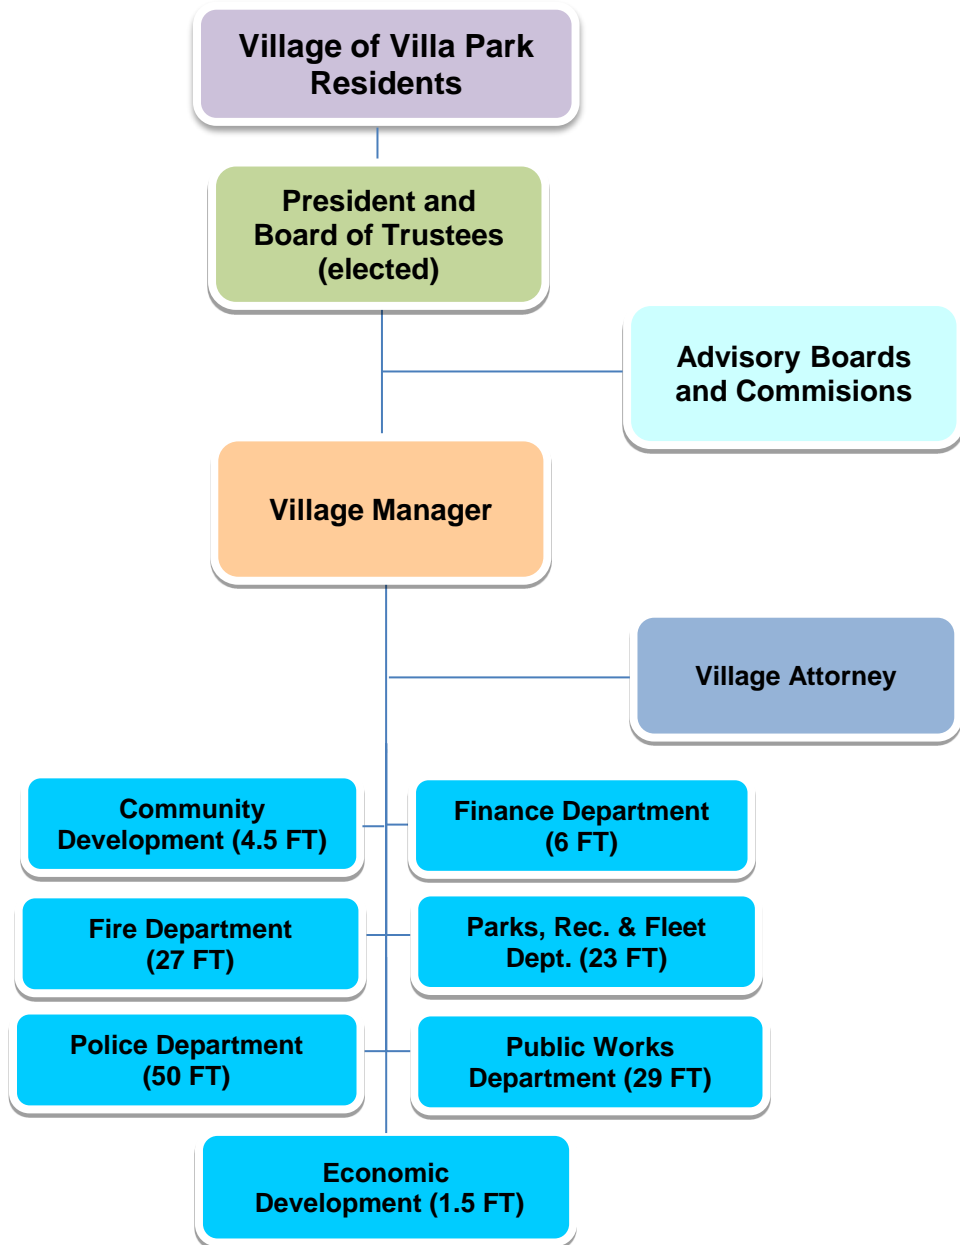 Village of Villa Park
Residents
President and
Board of Trustees
(elected)
Advisory Boards
and Commisions
Village Manager
Village Attorney
Community
Development (4.5 FT)
Finance Department
(6 FT)
Fire Department
(27 FT)
Parks, Rec. & Fleet
Dept. (23 FT)
Police Department
(50 FT)
Public Works
Department (29 FT)
Economic
Development (1.5 FT)